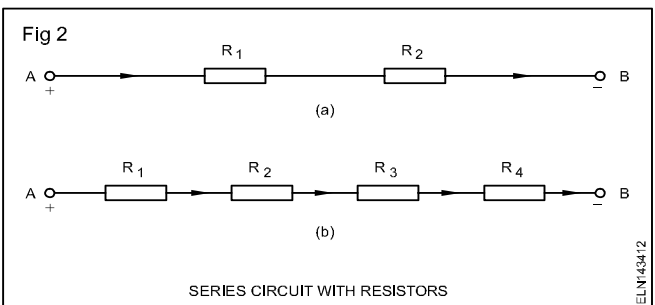 Fig 2
R1 R2
A B
+ –
(a)
R1 R2 R3 R4
A B
+ –
(b)
SERIES CIRCUIT WITH RESISTORS
ELN143412